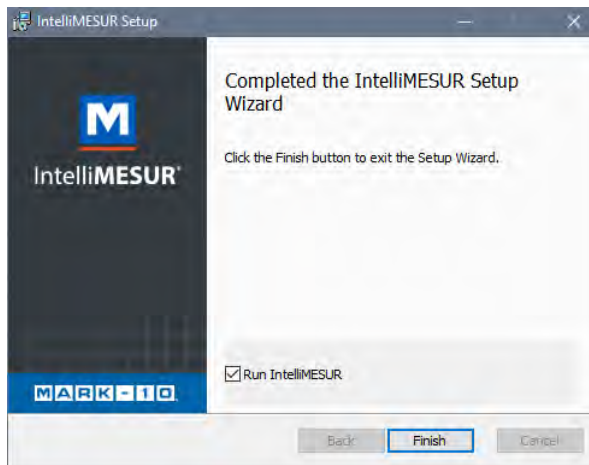 IntelliMESUR Setup
Completed the IntelliMESUR Setup
Wizard
Click the Finish button to exit the Setup Wizard.
M
IntelliMESUR®
Run IntelliMESUR
MARK-10
Back
Finish
Cancel